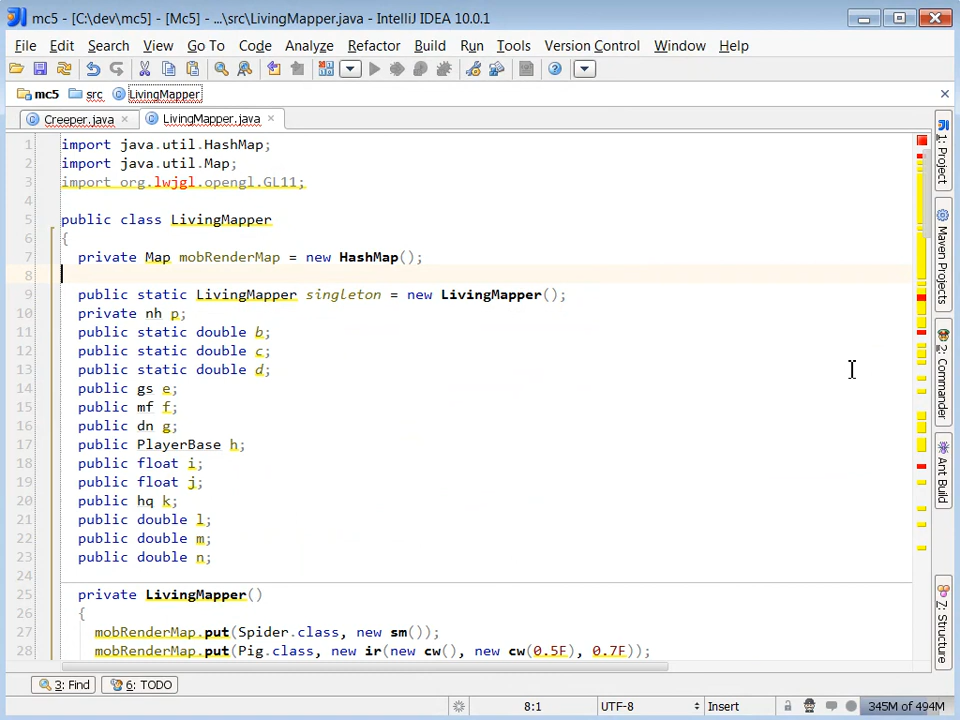 mc5 - [C:\dev\mc5] - [Mc5] - ...\src\LivingMapper.java - IntelliJ IDEA 10.0.1
File Edit Search View Go To Code Analyze Refactor Build Run Tools Version Control Window Help
mc5 src LivingMapper
Creeper.java LivingMapper.java
1 import java.util.HashMap;
2 import java.util.Map;
3 import org.lwjgl.opengl.GL11;
4
5 public class LivingMapper
6 {
7 private Map mobRenderMap = new HashMap();
8
9 public static LivingMapper singleton = new LivingMapper();
10 private nh p;
11 public static double b;
12 public static double c;
13 public static double d;
14 public gs e;
15 public mf f;
16 public dn g;
17 public PlayerBase h;
18 public float i;
19 public float j;
20 public hq k;
21 public double l;
22 public double m;
23 public double n;
24
25 private LivingMapper()
26 {
27 mobRenderMap.put(Spider.class, new sm());
28 mobRenderMap.put(Pig.class, new ir(new cw(), new cw(0.5F), 0.7F));
1: Project
Maven Projects
2: Commander
Ant Build
7: Structure
3: Find 6: TODO
8:1 UTF-8 Insert 345M of 494M